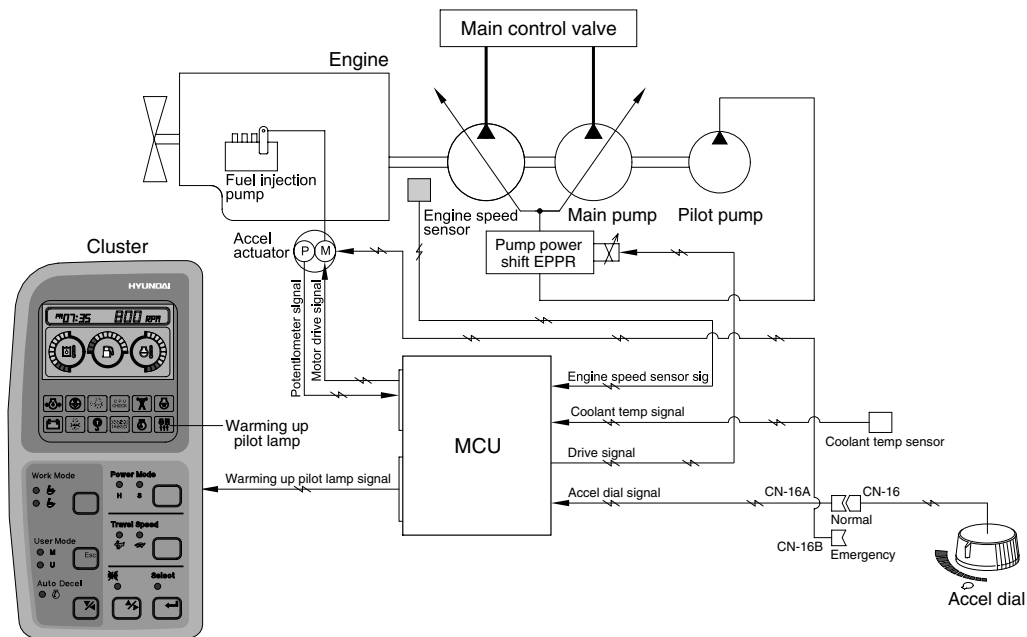 Main control valve
Engine
Fuel injection
pump
Engine speed
sensor
Main pump
Pilot pump
Accel
actuator
P
M
Pump power
shift EPPR
Cluster
HYUNDAI
PM 07:35
800 RPM
CPU
CHECK
Potentiometer signal
Motor drive signal
Warming up
pilot lamp
MCU
Engine speed sensor sig
Coolant temp signal
Coolant temp sensor
Drive signal
Warming up pilot lamp signal
Accel dial signal
CN-16A
CN-16
Normal
CN-16B
Emergency
Accel dial
Work Mode
Power Mode
H
S
Travel Speed
User Mode
M
U
Esc
Auto Decel
Select